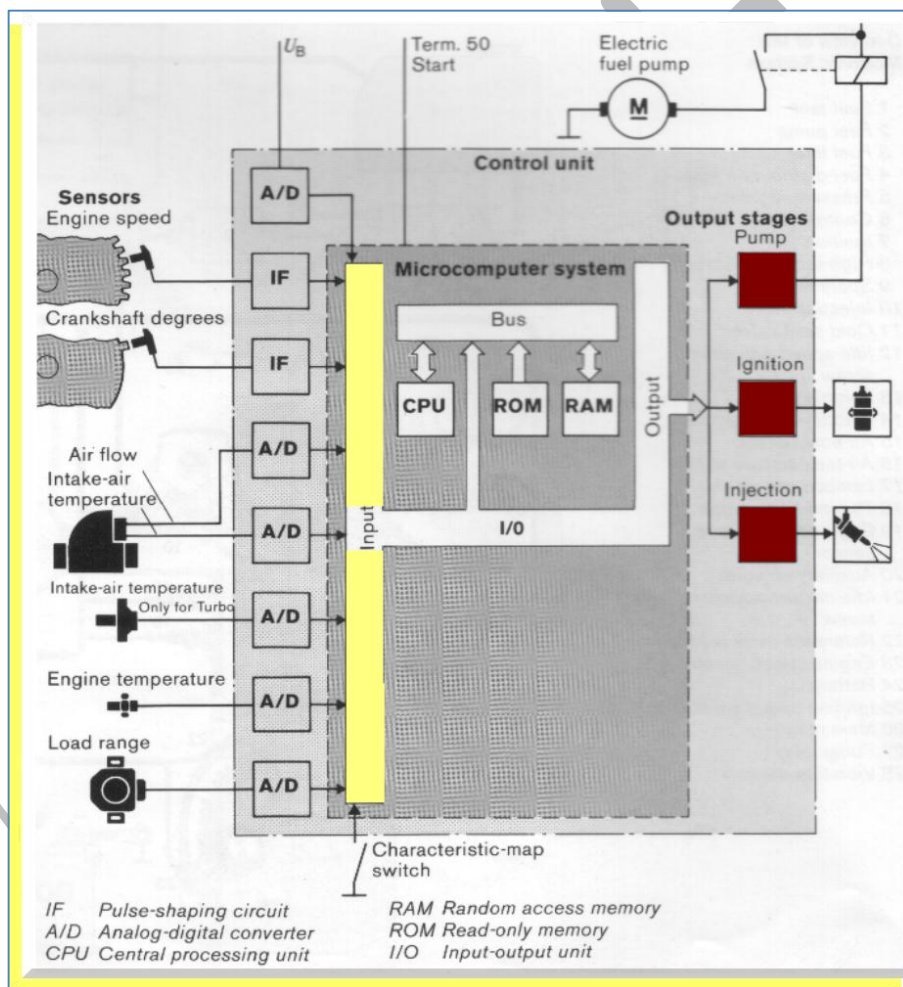 U_B
Term. 50
Start
Electric
fuel pump
M
Control unit
Sensors
Engine speed
A/D
Output stages
Pump
IF
Microcomputer system
Bus
Crankshaft degrees
IF
CPU
ROM
RAM
Output
Ignition
Air flow
Intake-air
temperature
A/D
A/D
Input
I/0
Injection
Intake-air temperature
Only for Turbo
A/D
Engine temperature
A/D
Load range
A/D
Characteristic-map
switch
IF Pulse-shaping circuit
A/D Analog-digital converter
CPU Central processing unit
RAM Random access memory
ROM Read-only memory
I/O Input-output unit